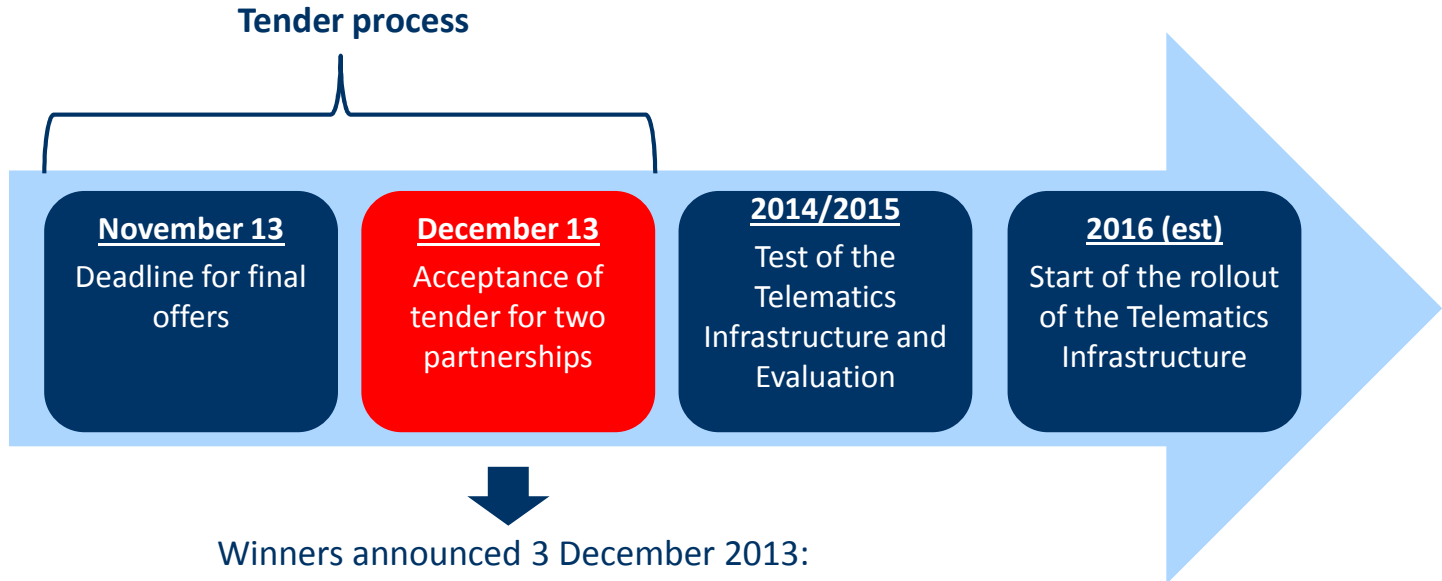 Tender process
November 13
Deadline for final
offers
December 13
Acceptance of
tender for two
partnerships
2014/2015
Test of the
Telematics
Infrastructure and
Evaluation
2016 (est)
Start of the rollout
of the Telematics
Infrastructure
Winners announced 3 December 2013: